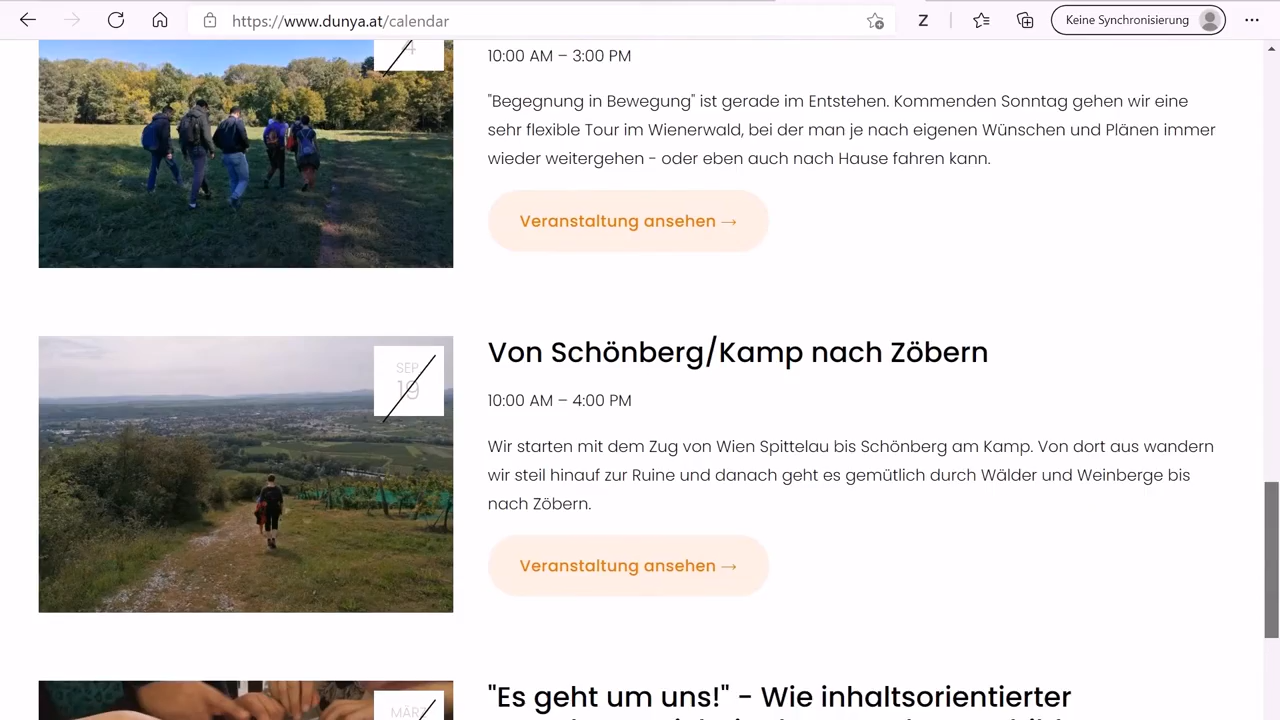 https://www.dunya.at/calendar
Z
Keine Synchronisierung
4
10:00 AM – 3:00 PM
"Begegnung in Bewegung" ist gerade im Entstehen. Kommenden Sonntag gehen wir eine
sehr flexible Tour im Wienerwald, bei der man je nach eigenen Wünschen und Plänen immer
wieder weitergehen - oder eben auch nach Hause fahren kann.
Veranstaltung ansehen →
SEP
19
Von Schönberg/Kamp nach Zöbern
10:00 AM – 4:00 PM
Wir starten mit dem Zug von Wien Spittelau bis Schönberg am Kamp. Von dort aus wandern
wir steil hinauf zur Ruine und danach geht es gemütlich durch Wälder und Weinberge bis
nach Zöbern.
Veranstaltung ansehen →
MÄRZ
"Es geht um uns!" - Wie inhaltsorientierter